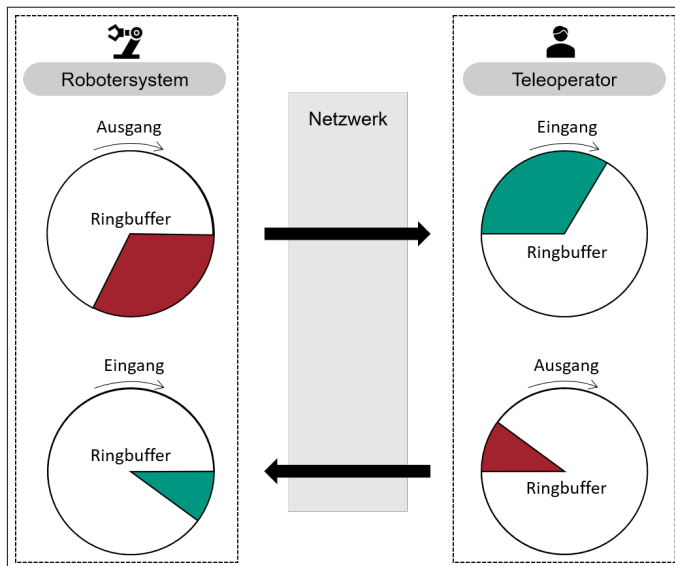 Robotersystem
Ausgang
Ringbuffer
Eingang
Ringbuffer
Netzwerk
Teleoperator
Eingang
Ringbuffer
Ausgang
Ringbuffer